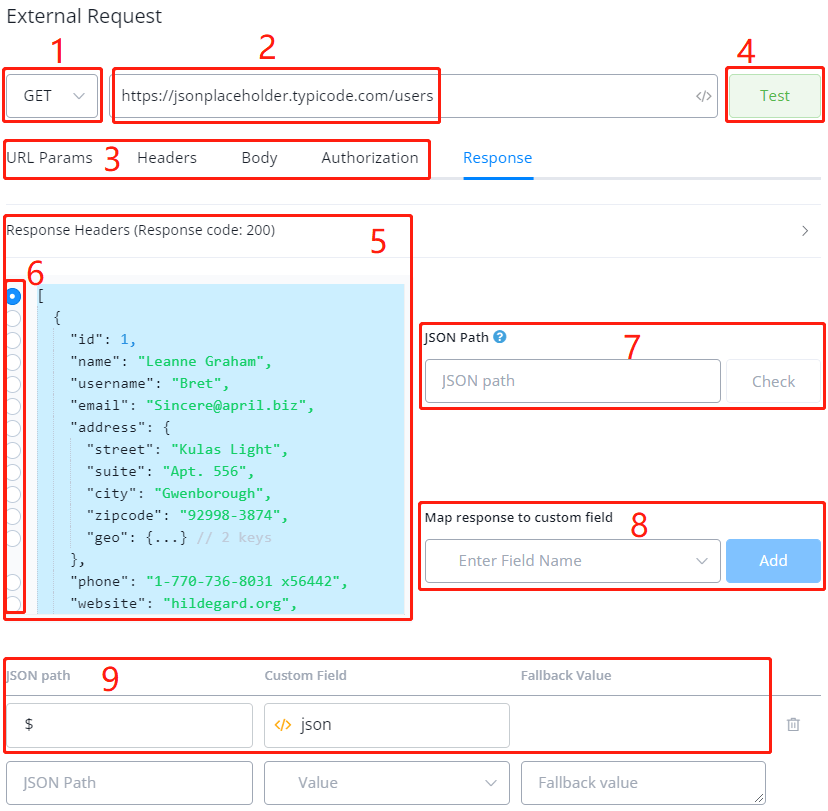 External Request
1
2
4
GET
https://jsonplaceholder.typicode.com/users
</>
Test
URL Params
3
Headers
Body
Authorization
Response
Response Headers (Response code: 200)
5
6
[
{
"id": 1,
"name": "Leanne Graham",
"username": "Bret",
"email": "Sincere@april.biz",
"address": {
"street": "Kulas Light",
"suite": "Apt. 556",
"city": "Gwenborough",
"zipcode": "92998-3874",
"geo": {...} // 2 keys
},
"phone": "1-770-736-8031 x56442",
"website": "hildegard.org",
JSON Path ?
7
JSON path
Check
Map response to custom field
8
Enter Field Name
Add
JSON path
9
Custom Field
Fallback Value
$
</> json
JSON Path
Value
Fallback value